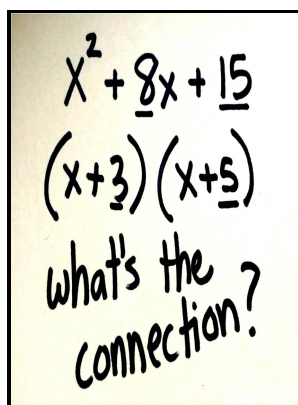 x² + 8x + 15
(x+3)(x+5)
what's the
connection?